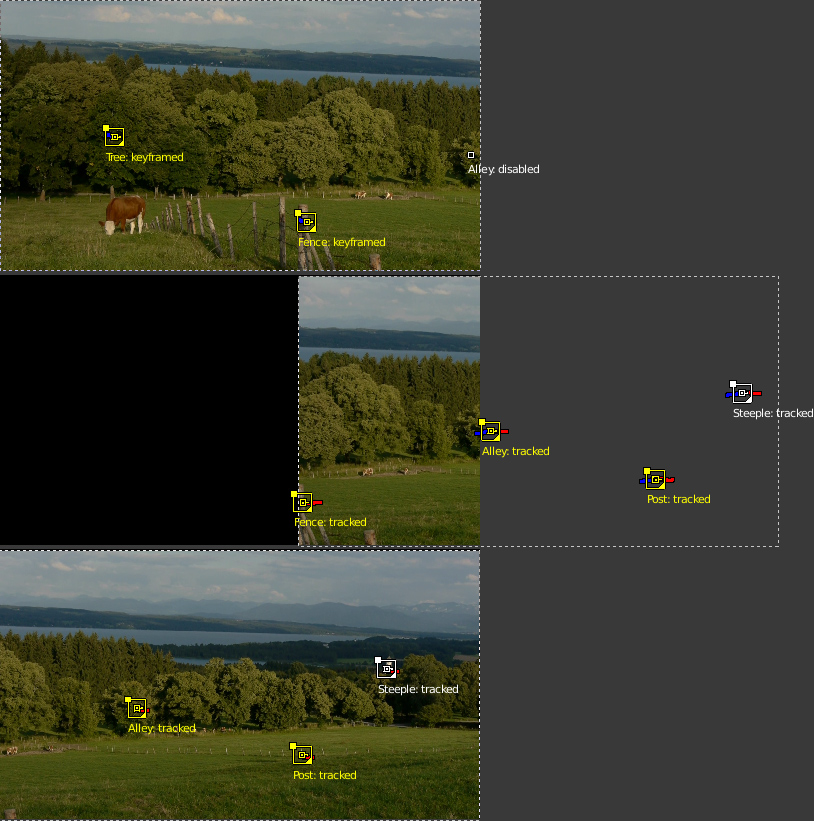 Tree: keyframed
Alley: disabled
Fence: keyframed
Steeple: tracked
Alley: tracked
Post: tracked
Fence: tracked
Steeple: tracked
Alley: tracked
Post: tracked